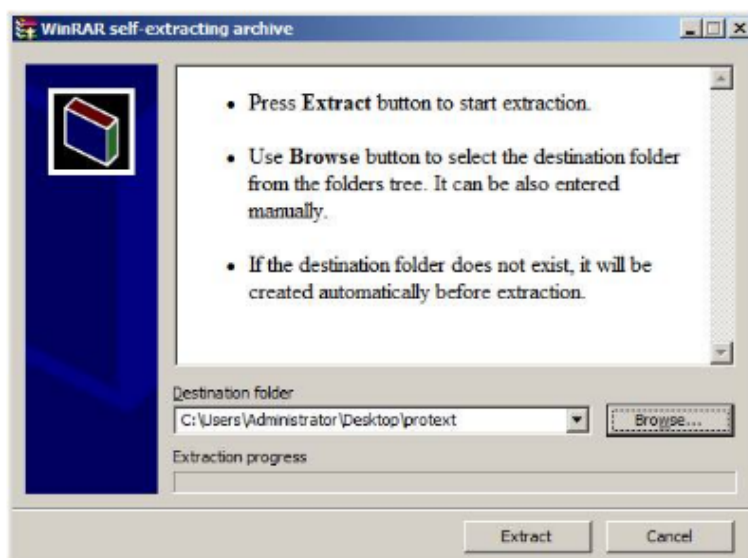 WinRAR self-extracting archive
• Press Extract button to start extraction.
• Use Browse button to select the destination folder
from the folders tree. It can be also entered
manually.
• If the destination folder does not exist, it will be
created automatically before extraction.
Destination folder
C:\Users\Administrator\Desktop\protext
Browse...
Extraction progress
Extract
Cancel